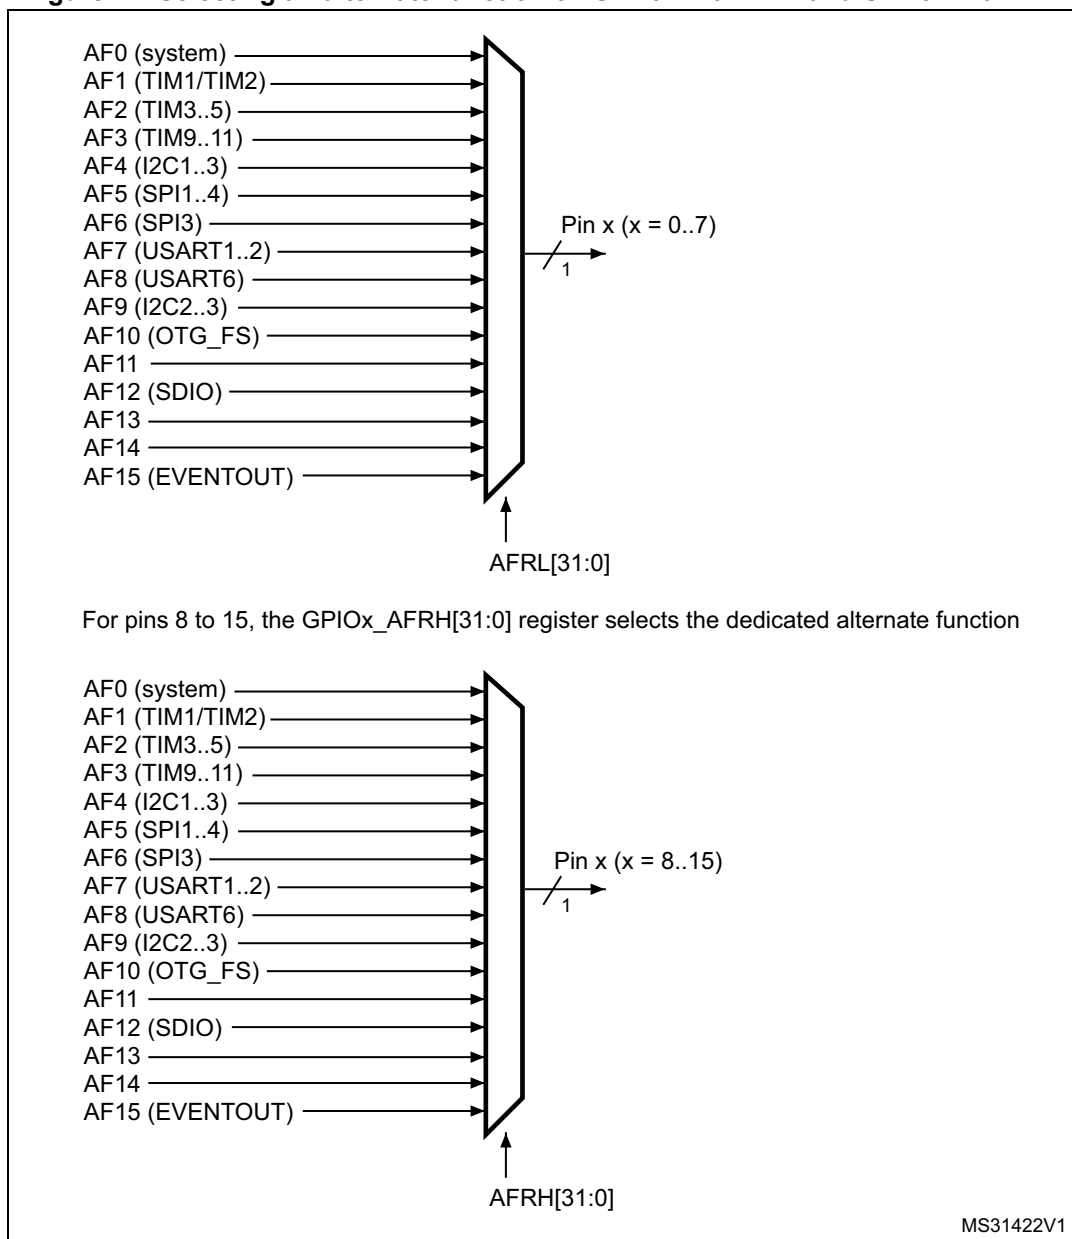 AF0 (system)
AF1 (TIM1/TIM2)
AF2 (TIM3..5)
AF3 (TIM9..11)
AF4 (I2C1..3)
AF5 (SPI1..4)
AF6 (SPI3)
AF7 (USART1..2)
AF8 (USART6)
AF9 (I2C2..3)
AF10 (OTG_FS)
AF11
AF12 (SDIO)
AF13
AF14
AF15 (EVENTOUT)
Pin x (x = 0..7)
1
AFRL[31:0]
For pins 8 to 15, the GPIOx_AFRH[31:0] register selects the dedicated alternate function
AF0 (system)
AF1 (TIM1/TIM2)
AF2 (TIM3..5)
AF3 (TIM9..11)
AF4 (I2C1..3)
AF5 (SPI1..4)
AF6 (SPI3)
AF7 (USART1..2)
AF8 (USART6)
AF9 (I2C2..3)
AF10 (OTG_FS)
AF11
AF12 (SDIO)
AF13
AF14
AF15 (EVENTOUT)
Pin x (x = 8..15)
1
AFRH[31:0]
MS31422V1